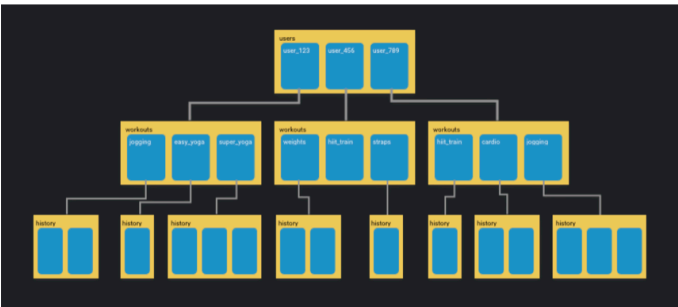 users
user_123 user_456 user_789
workouts workouts workouts
jogging easy_yoga super_yoga weights hiit_train straps hiit_train cardio jogging
history history history history history history history history